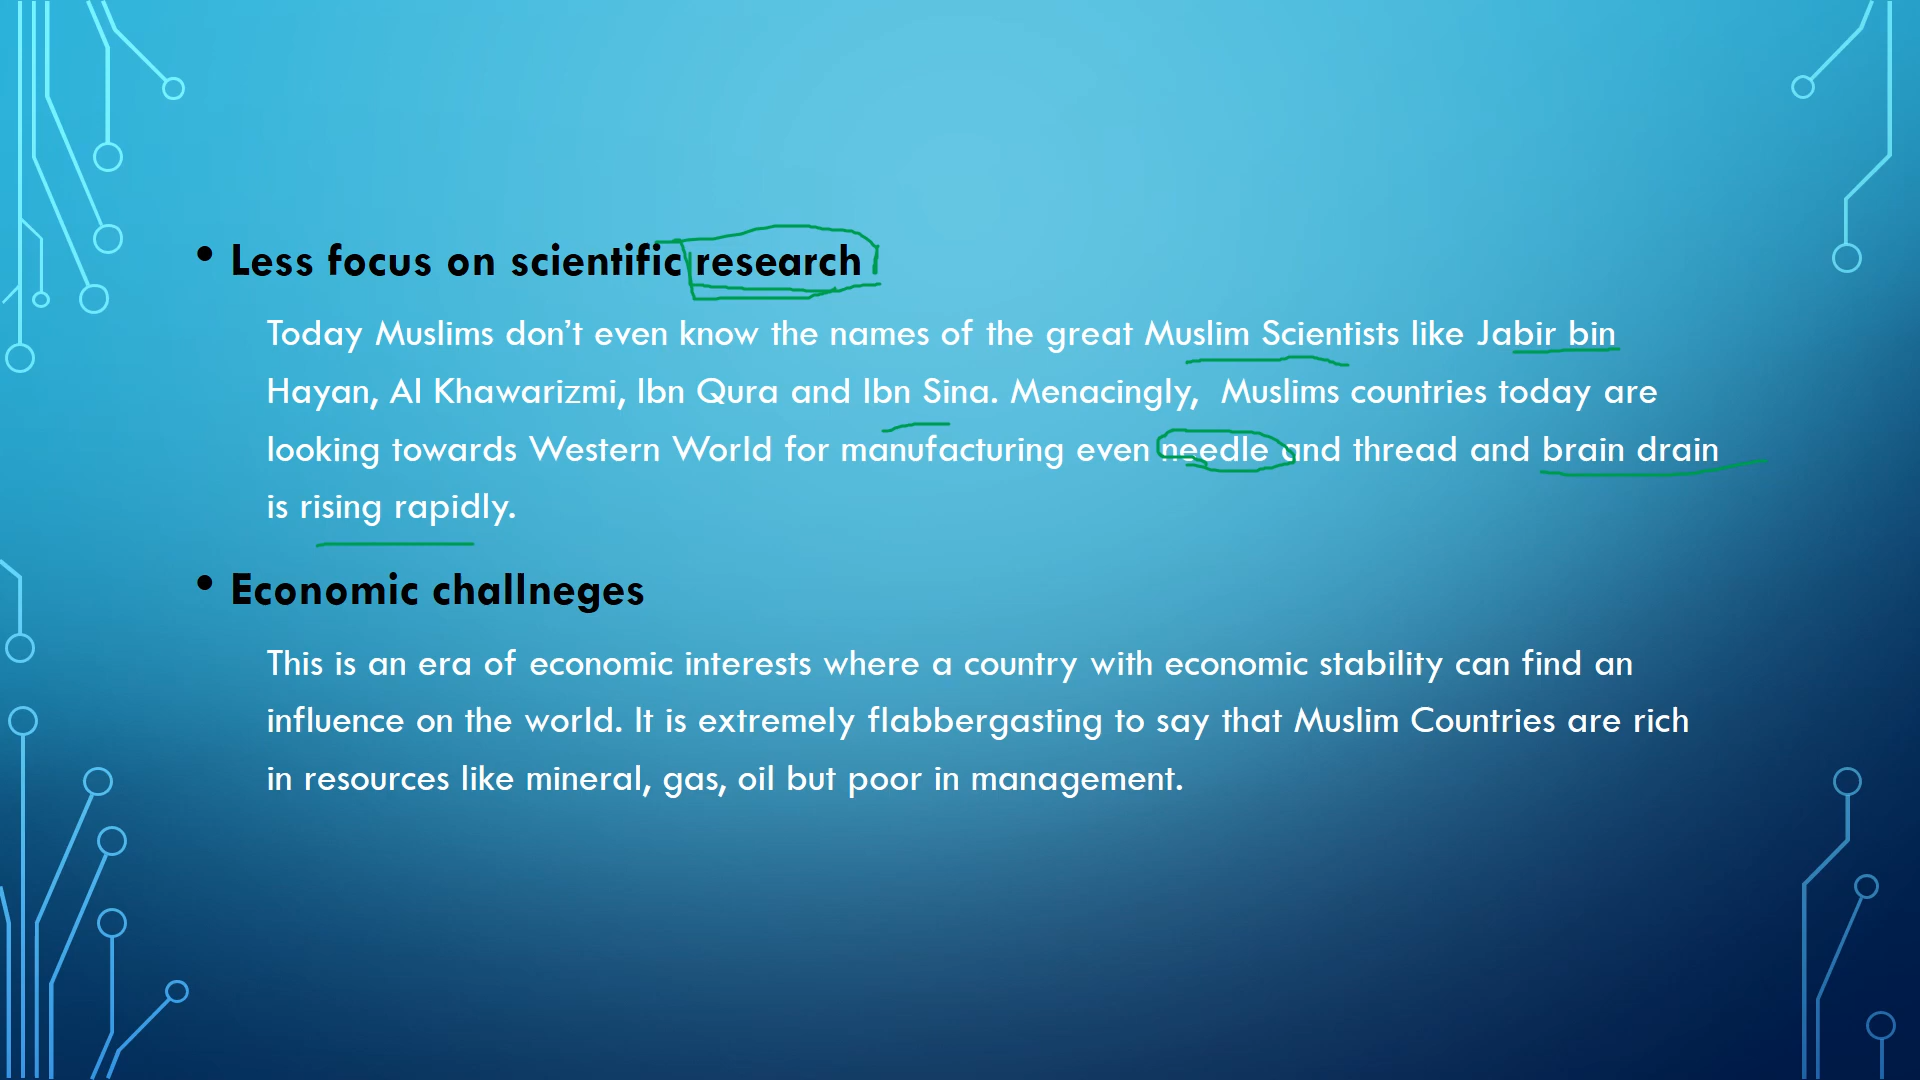 • Less focus on scientific research
Today Muslims don’t even know the names of the great Muslim Scientists like Jabir bin
Hayan, Al Khawarizmi, Ibn Qura and Ibn Sina. Menacingly,  Muslims countries today are
looking towards Western World for manufacturing even needle and thread and brain drain
is rising rapidly.
• Economic challneges
This is an era of economic interests where a country with economic stability can find an
influence on the world. It is extremely flabbergasting to say that Muslim Countries are rich
in resources like mineral, gas, oil but poor in management.